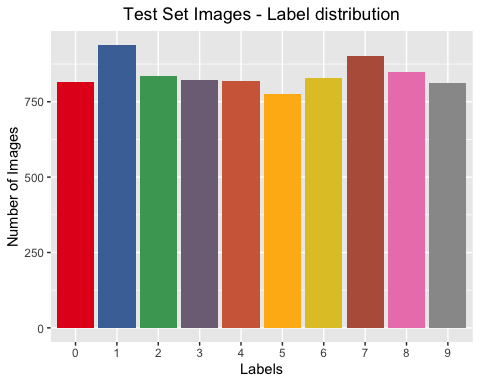 Test Set Images - Label distribution
Number of Images
750
500
250
0
0 1 2 3 4 5 6 7 8 9
Labels